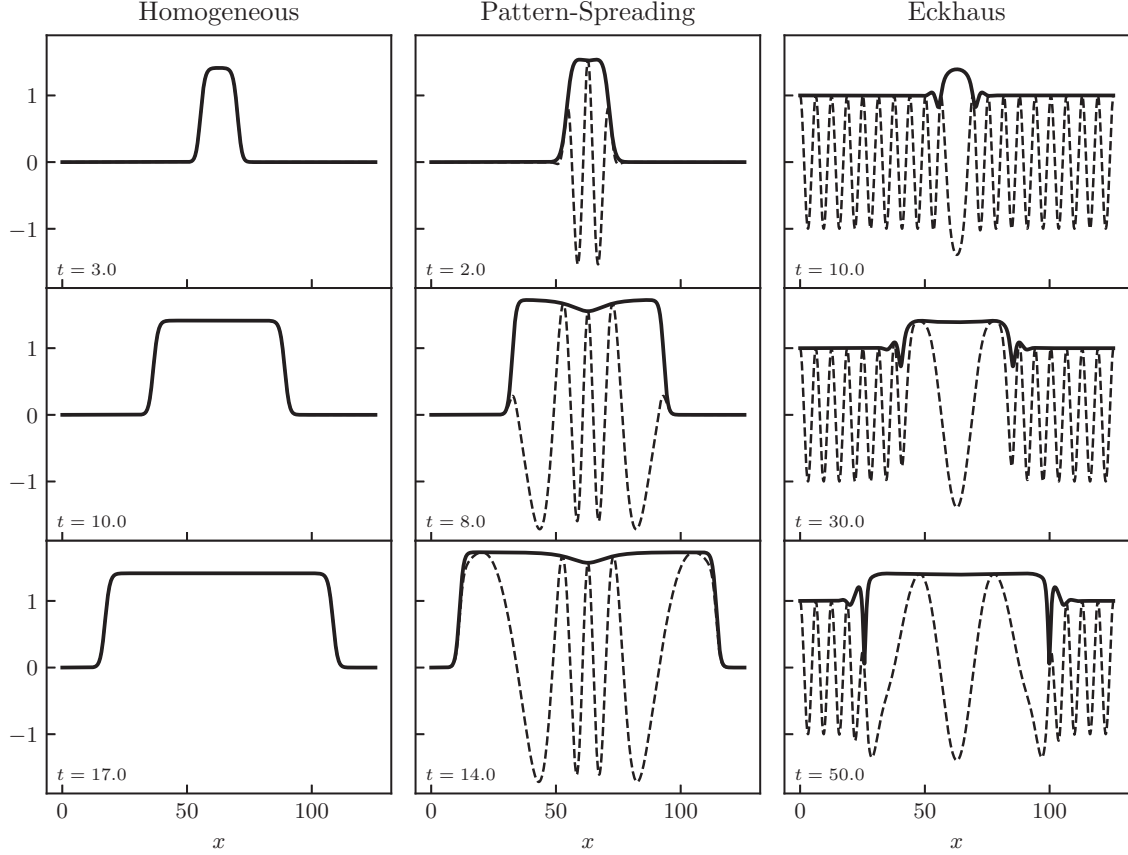 Homogeneous Pattern-Spreading Eckhaus
1
0
−1
t = 3.0 t = 2.0 t = 10.0
1
0
−1
t = 10.0 t = 8.0 t = 30.0
1
0
−1
t = 17.0 t = 14.0 t = 50.0
0 50 100 0 50 100 0 50 100
x x x